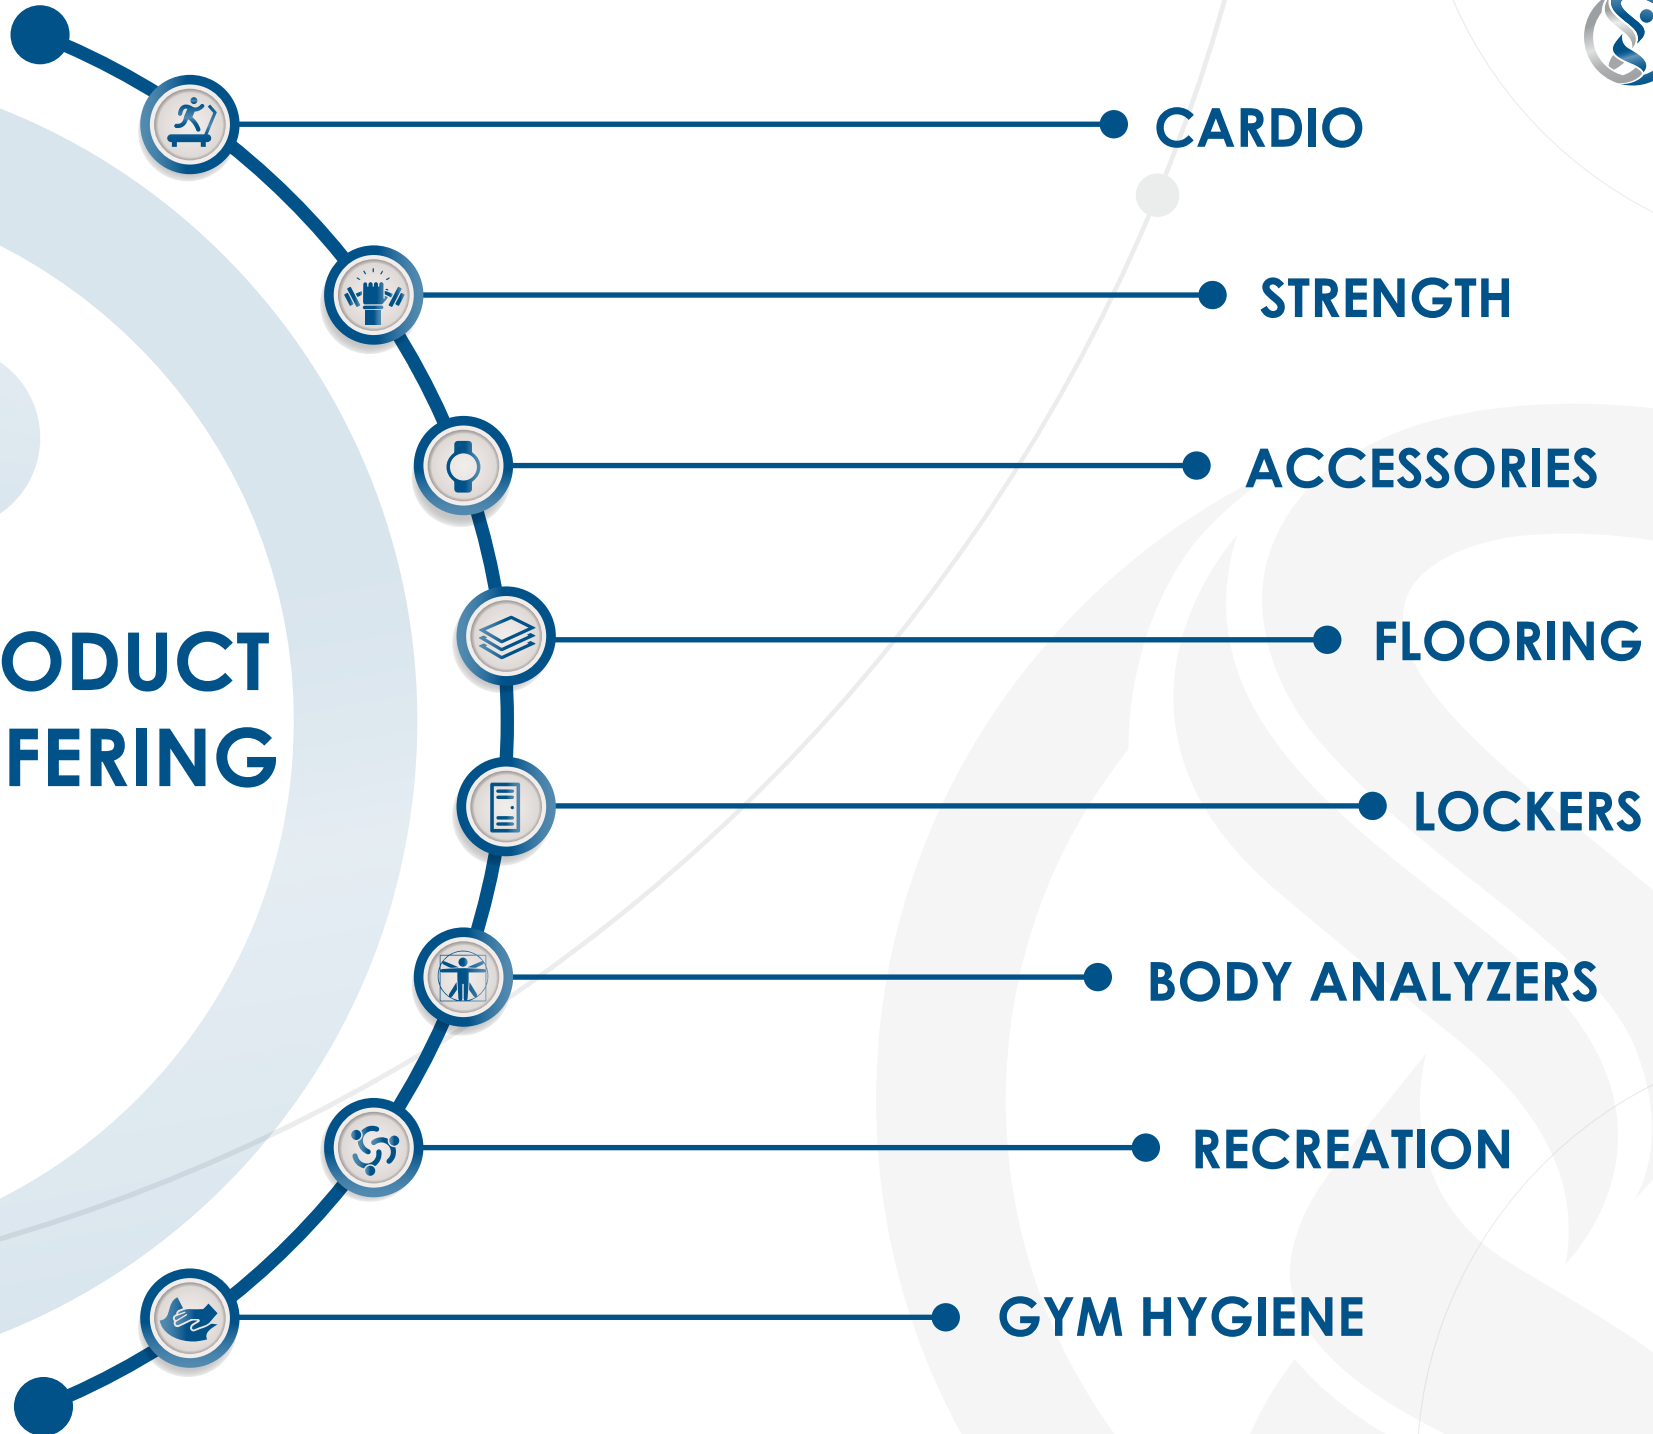 CARDIO
STRENGTH
ACCESSORIES
FLOORING
ODUCT
FERING
LOCKERS
BODY ANALYZERS
RECREATION
GYM HYGIENE